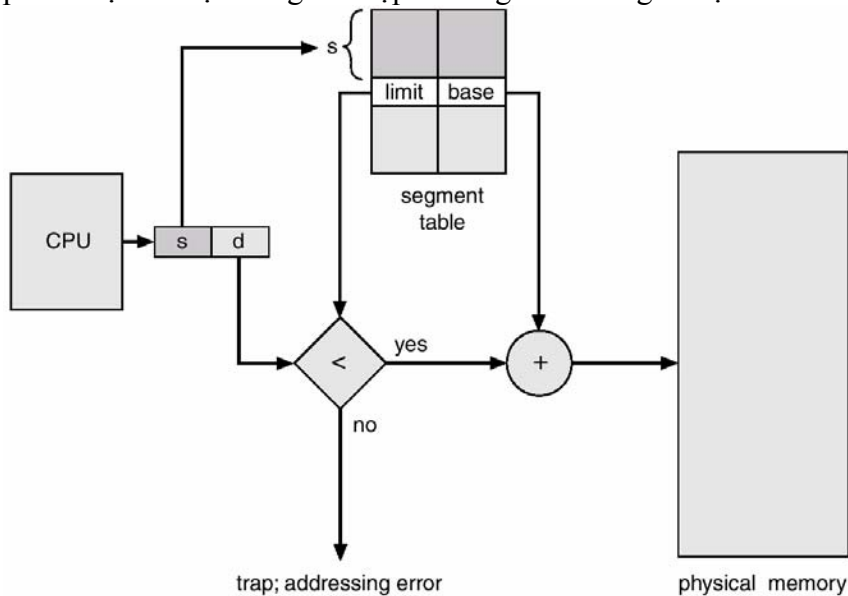 s
limit base
segment
table
CPU
s d
<
yes
+
no
trap; addressing error
physical memory